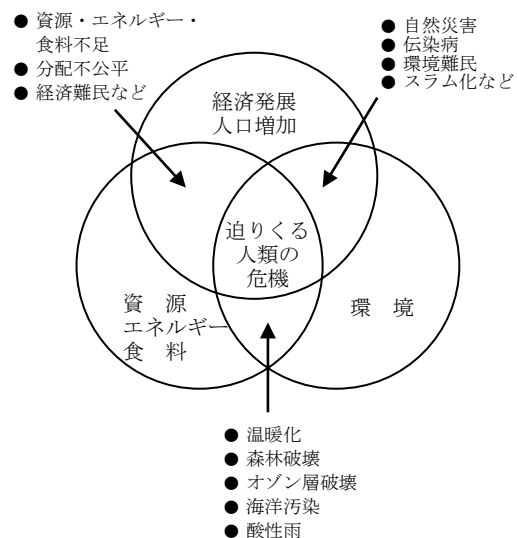 ● 資源・エネルギー・
食料不足
● 分配不公平
● 経済難民など
● 自然災害
● 伝染病
● 環境難民
● スラム化など
経済発展
人口増加
迫りくる
人類の
危機
資　源
エネルギー
食　料
環　境
● 温暖化
● 森林破壊
● オゾン層破壊
● 海洋汚染
● 酸性雨